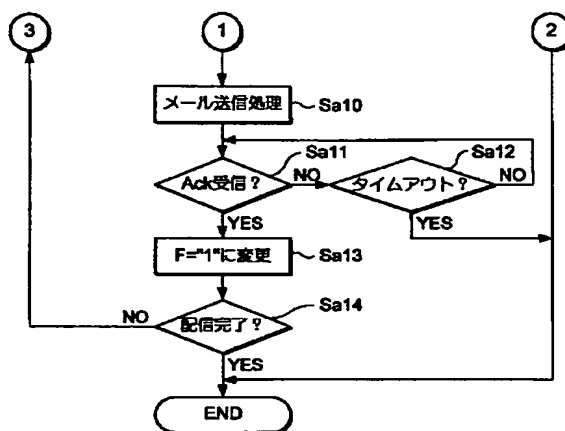 3
1
2
メール送信処理
Sa10
Sa11
Sa12
Ack受信？
NO
タイムアウト？
NO
YES
YES
F="1"に変更
Sa13
Sa14
NO
配信完了？
YES
END